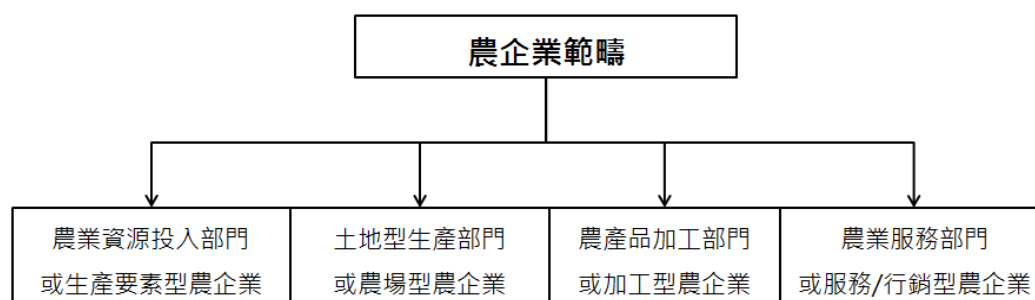 農企業範疇
農業資源投入部門
或生產要素型農企業
土地型生產部門
或農場型農企業
農產品加工部門
或加工型農企業
農業服務部門
或服務/行銷型農企業